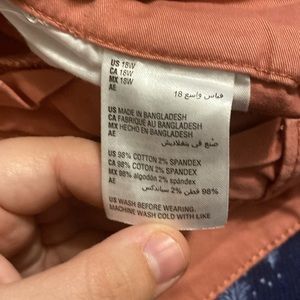 US 18W
CA 18W
MX 18W
AE قياس واسع 18
US MADE IN BANGLADESH
CA FABRIQUÉ AU BANGLADESH
MX HECHO EN BANGLADESH
AE صنع في بنغلاديش
US 98% COTTON 2% SPANDEX
CA 98% COTON 2% SPANDEX
MX 98% algodón 2% spandex
AE 98% قطن 2% سباندكس
US WASH BEFORE WEARING.
MACHINE WASH COLD WITH LIKE